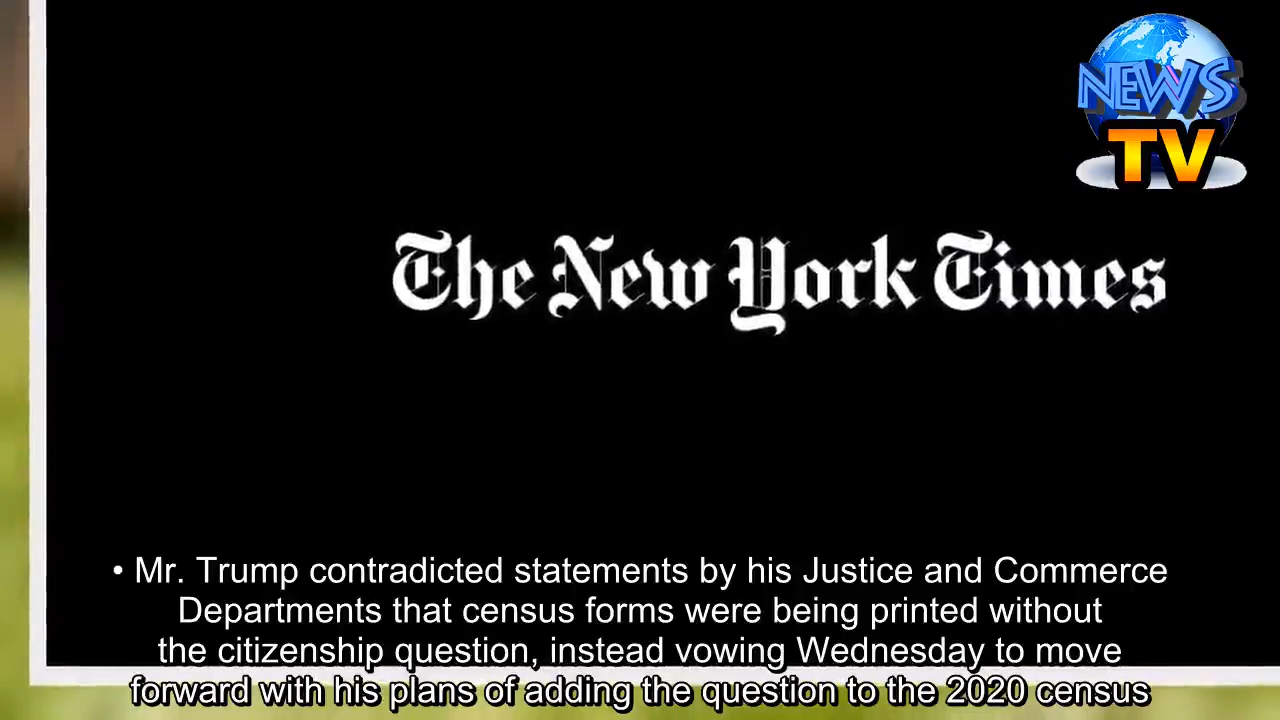 NEWS
TV
The New York Times
• Mr. Trump contradicted statements by his Justice and Commerce
Departments that census forms were being printed without
the citizenship question, instead vowing Wednesday to move
forward with his plans of adding the question to the 2020 census